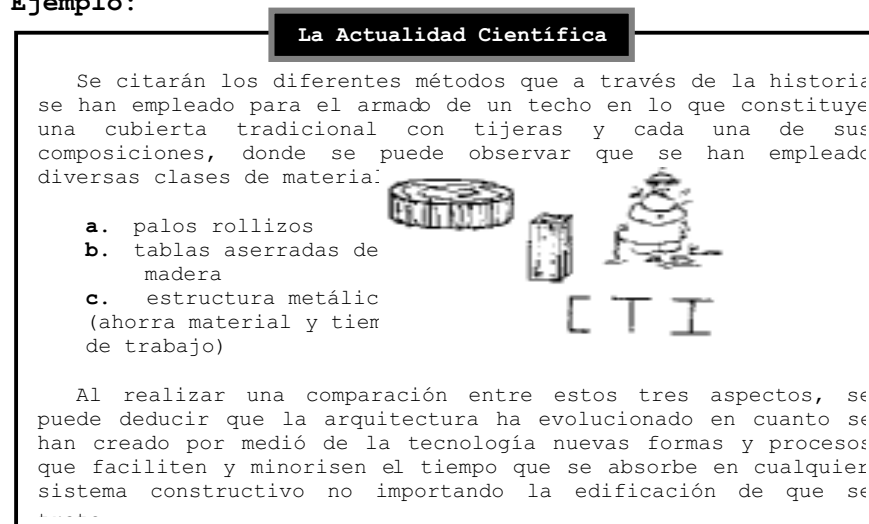 Ejemplo:
La Actualidad Científica
Se citarán los diferentes métodos que a través de la historia
se han empleado para el armado de un techo en lo que constituye
una cubierta tradicional con tijeras y cada una de sus
composiciones, donde se puede observar que se han empleado
diversas clases de material
a. palos rollizos
b. tablas aserradas de
madera
c. estructura metálic
(ahorra material y tiem
de trabajo)
Al realizar una comparación entre estos tres aspectos, se
puede deducir que la arquitectura ha evolucionado en cuanto se
han creado por medió de la tecnología nuevas formas y procesos
que faciliten y minorisen el tiempo que se absorbe en cualquier
sistema constructivo no importando la edificación de que se